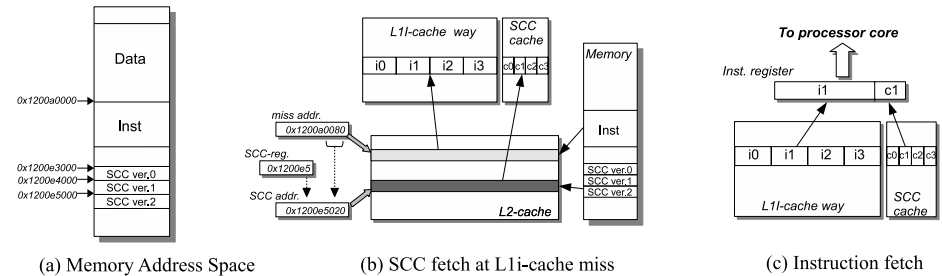 Data
0x1200a0000
Inst
0x1200e3000
SCC ver.0
0x1200e4000
SCC ver.1
0x1200e5000
SCC ver.2
(a) Memory Address Space
L1I-cache way
SCC
cache
i0 i1 i2 i3
c0 c1 c2 c3
Memory
miss addr.
0x1200a0080
Inst
SCC-reg.
0x1200e5
SCC ver.0
SCC ver.1
SCC ver.2
SCC addr.
0x1200e5020
L2-cache
(b) SCC fetch at L1i-cache miss
To processor core
Inst. register
i1 c1
i0 i1 i2 i3
c0 c1 c2 c3
L1I-cache way
SCC
cache
(c) Instruction fetch